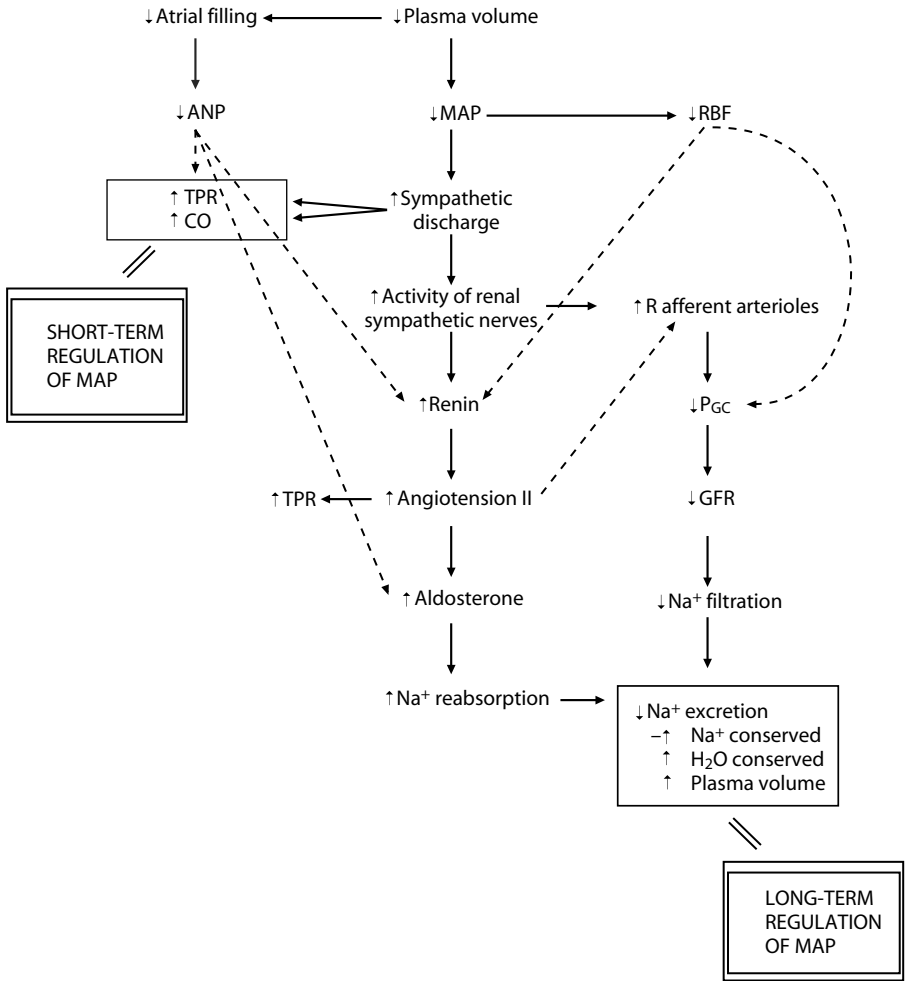 ↓Atrial filling
↓Plasma volume
↓ANP
↓MAP
↓RBF
↑ TPR
↑ CO
↑Sympathetic
discharge
SHORT-TERM
REGULATION
OF MAP
↑Activity of renal
sympathetic nerves
↑R afferent arterioles
↑Renin
↓PGC
↑TPR
↑Angiotension II
↓GFR
↑Aldosterone
↓Na⁺ filtration
↑Na⁺ reabsorption
↓Na⁺ excretion
–↑ Na⁺ conserved
↑ H₂O conserved
↑ Plasma volume
LONG-TERM
REGULATION
OF MAP